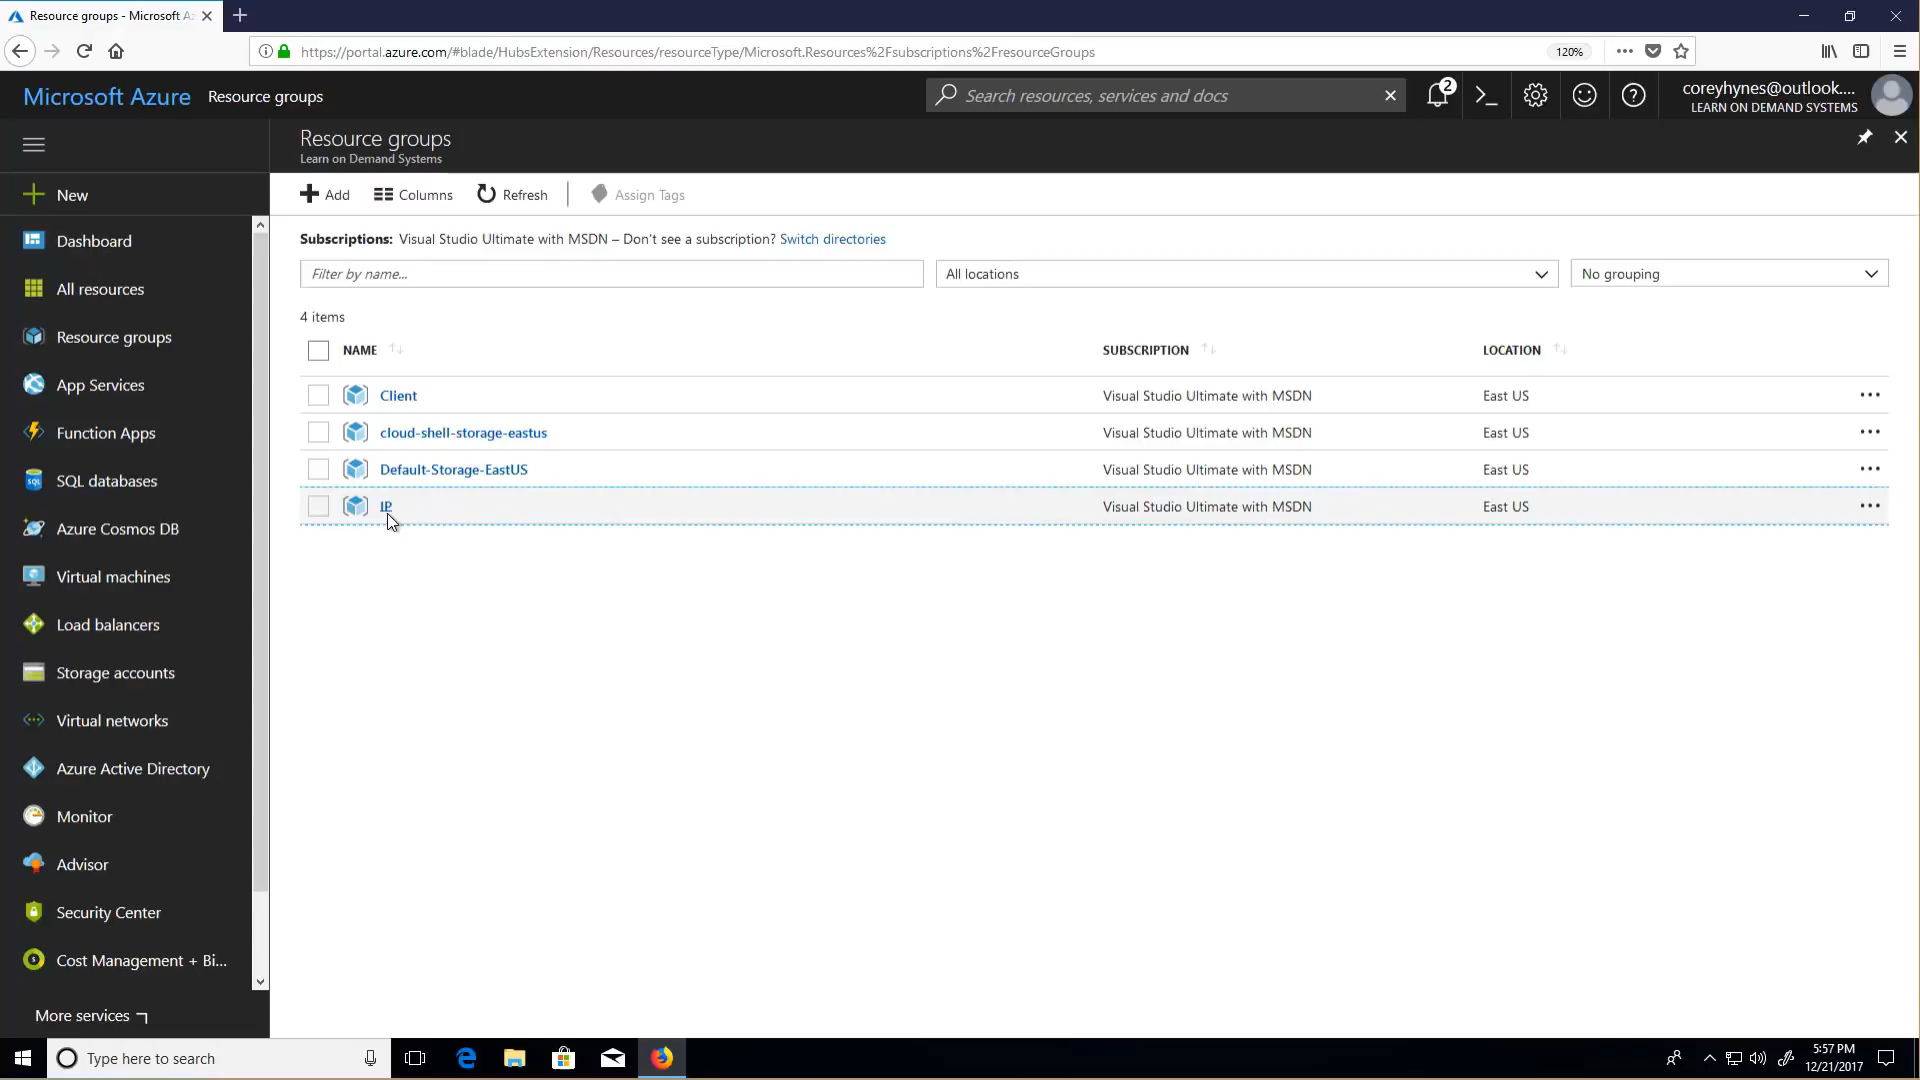 Resource groups - Microsoft Az
https://portal.azure.com/#blade/HubsExtension/Resources/resourceType/Microsoft.Resources%2Fsubscriptions%2FresourceGroups
120%
Microsoft Azure
Resource groups
Search resources, services and docs
2
coreyhynes@outlook....
LEARN ON DEMAND SYSTEMS
Resource groups
Learn on Demand Systems
New
Add
Columns
Refresh
Assign Tags
Dashboard
Subscriptions: Visual Studio Ultimate with MSDN – Don't see a subscription? Switch directories
Filter by name...
All locations
No grouping
All resources
4 items
Resource groups
NAME
SUBSCRIPTION
LOCATION
App Services
Client
Visual Studio Ultimate with MSDN
East US
Function Apps
cloud-shell-storage-eastus
Visual Studio Ultimate with MSDN
East US
SQL databases
Default-Storage-EastUS
Visual Studio Ultimate with MSDN
East US
IP
Visual Studio Ultimate with MSDN
East US
Azure Cosmos DB
Virtual machines
Load balancers
Storage accounts
Virtual networks
Azure Active Directory
Monitor
Advisor
Security Center
Cost Management + Bi...
More services
Type here to search
5:57 PM
12/21/2017